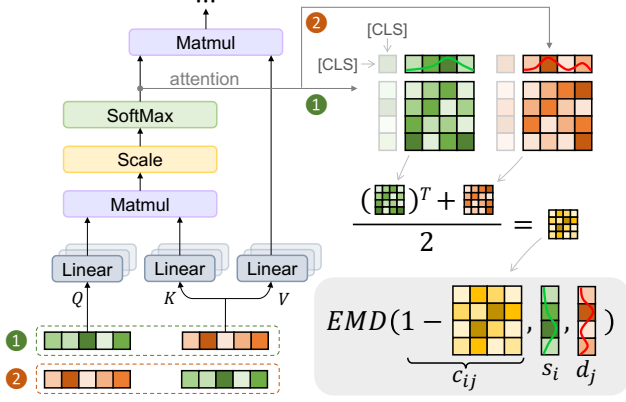 ...
Matmul
attention
SoftMax
Scale
Matmul
Linear
Linear
Linear
Q
K
V
1
2
2
1
[CLS]
[CLS]
( )^T +
2
=
EMD(1 − , , )
c_ij
s_i
d_j